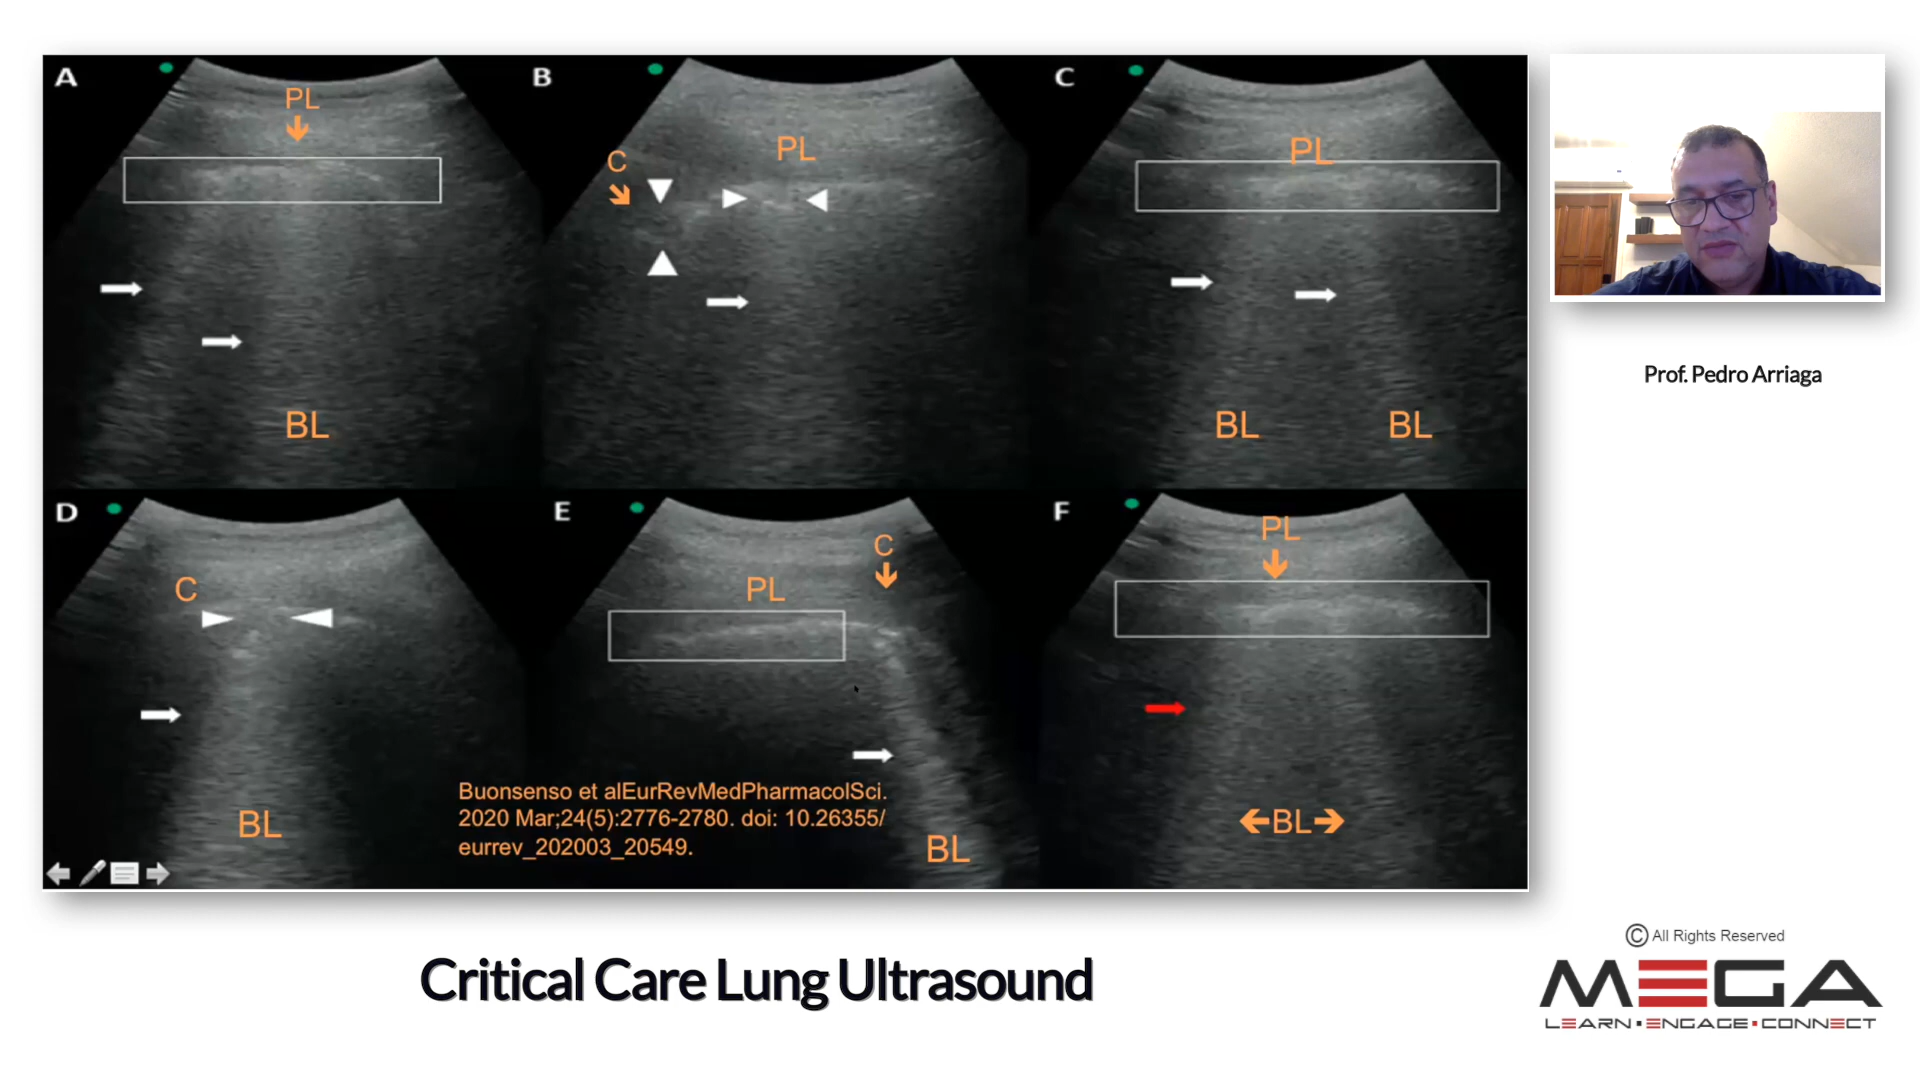 A
PL
B
C
PL
C
PL
BL
BL
BL
D
C
BL
E
PL
C
BL
Buonsenso et alEurRevMedPharmacolSci.
2020 Mar;24(5):2776-2780. doi: 10.26355/
eurrev_202003_20549.
F
PL
BL
Prof. Pedro Arriaga
Critical Care Lung Ultrasound
© All Rights Reserved
MEGA
LEARN▪ENGAGE▪CONNECT